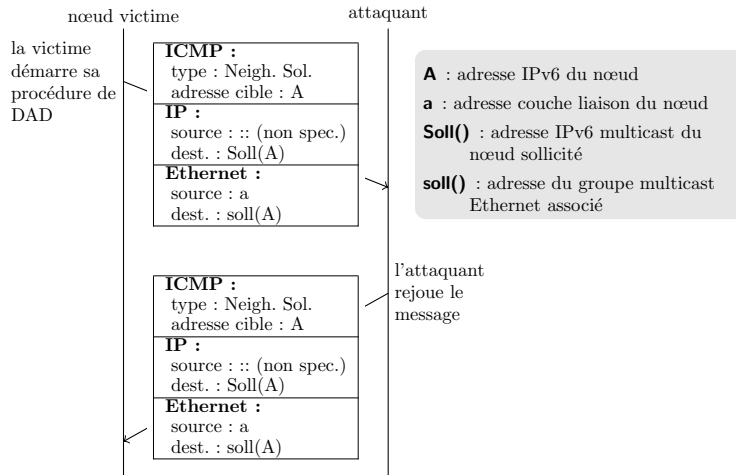 nœud victime
attaquant
la victime
démarre sa
procédure de
DAD
ICMP :
type : Neigh. Sol.
adresse cible : A
IP :
source : :: (non spec.)
dest. : Soll(A)
Ethernet :
source : a
dest. : soll(A)
A : adresse IPv6 du nœud
a : adresse couche liaison du nœud
Soll() : adresse IPv6 multicast du
nœud sollicité
soll() : adresse du groupe multicast
Ethernet associé
l'attaquant
rejoue le
message
ICMP :
type : Neigh. Sol.
adresse cible : A
IP :
source : :: (non spec.)
dest. : Soll(A)
Ethernet :
source : a
dest. : soll(A)